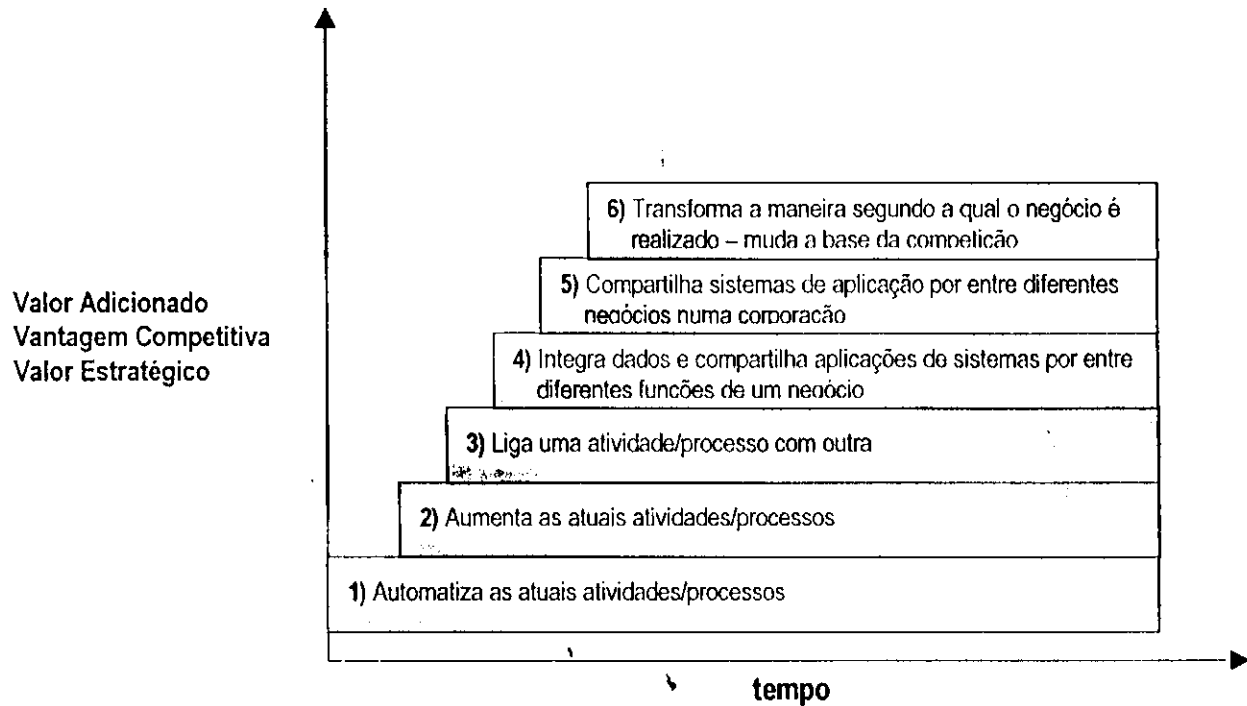 6) Transforma a maneira segundo a qual o negócio é
realizado – muda a base da competição
5) Compartilha sistemas de aplicação por entre diferentes
negócios numa corporação
Valor Adicionado
Vantagem Competitiva
Valor Estratégico
4) Integra dados e compartilha aplicações de sistemas por entre
diferentes funções de um negócio
3) Liga uma atividade/processo com outra
2) Aumenta as atuais atividades/processos
1) Automatiza as atuais atividades/processos
tempo